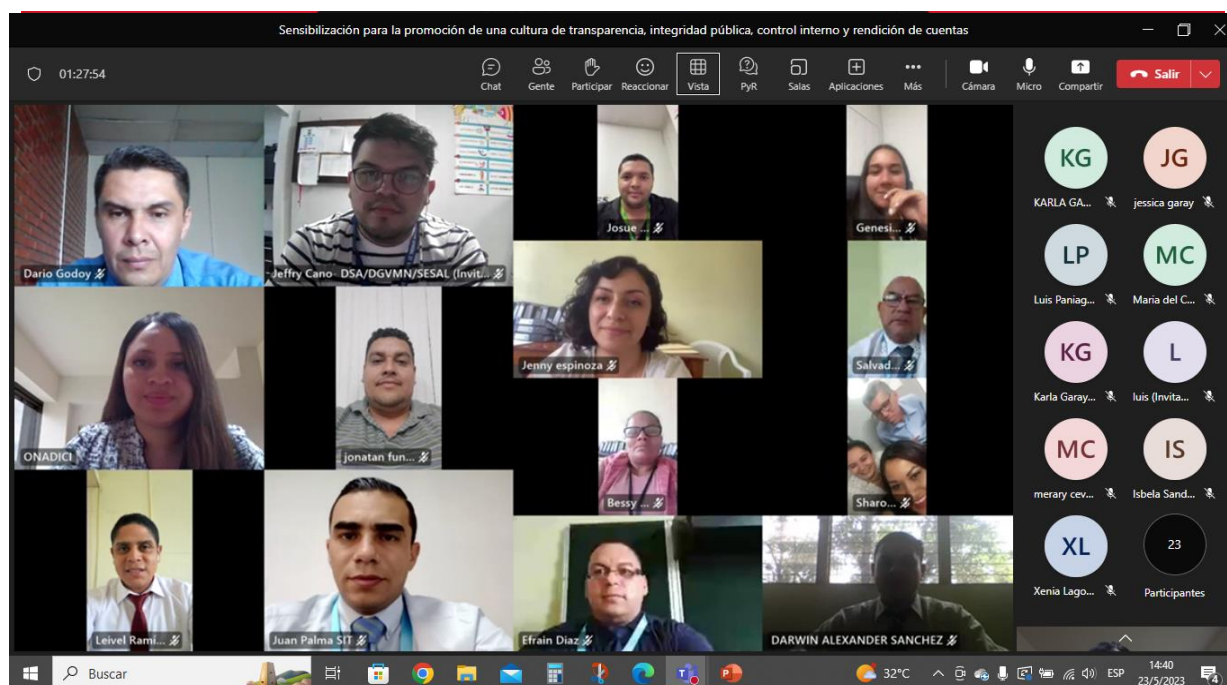 Sensibilización para la promoción de una cultura de transparencia, integridad pública, control interno y rendición de cuentas
01:27:54
Chat
Gente
Participar
Reaccionar
Vista
PyR
Salas
Aplicaciones
Más
Cámara
Micro
Compartir
Salir
Dario Godoy
Jeffry Cano- DSA/DGVMN/SESAL (Invit...
Josue ...
Genesi...
ONADICI
jonatan fun...
Jenny espinoza
Salvad...
Bessy ...
Sharo...
Leivel Rami...
Juan Palma SIT
Efrain Diaz
DARWIN ALEXANDER SANCHEZ
KG
JG
KARLA GA...
jessica garay
LP
MC
Luis Paniag...
Maria del C...
KG
L
Karla Garay...
luis (Invita...
MC
IS
merary cev...
Isbela Sand...
XL
23
Xenia Lago...
Participantes
Buscar
32°C
ESP
14:40
23/5/2023
4